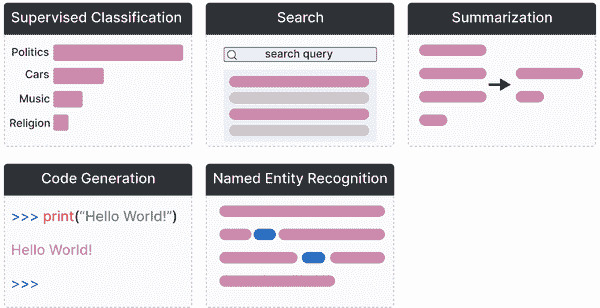 Supervised Classification
Politics
Cars
Music
Religion
Search
search query
Summarization
Code Generation
>>> print(“Hello World!”)
Hello World!
>>>
Named Entity Recognition